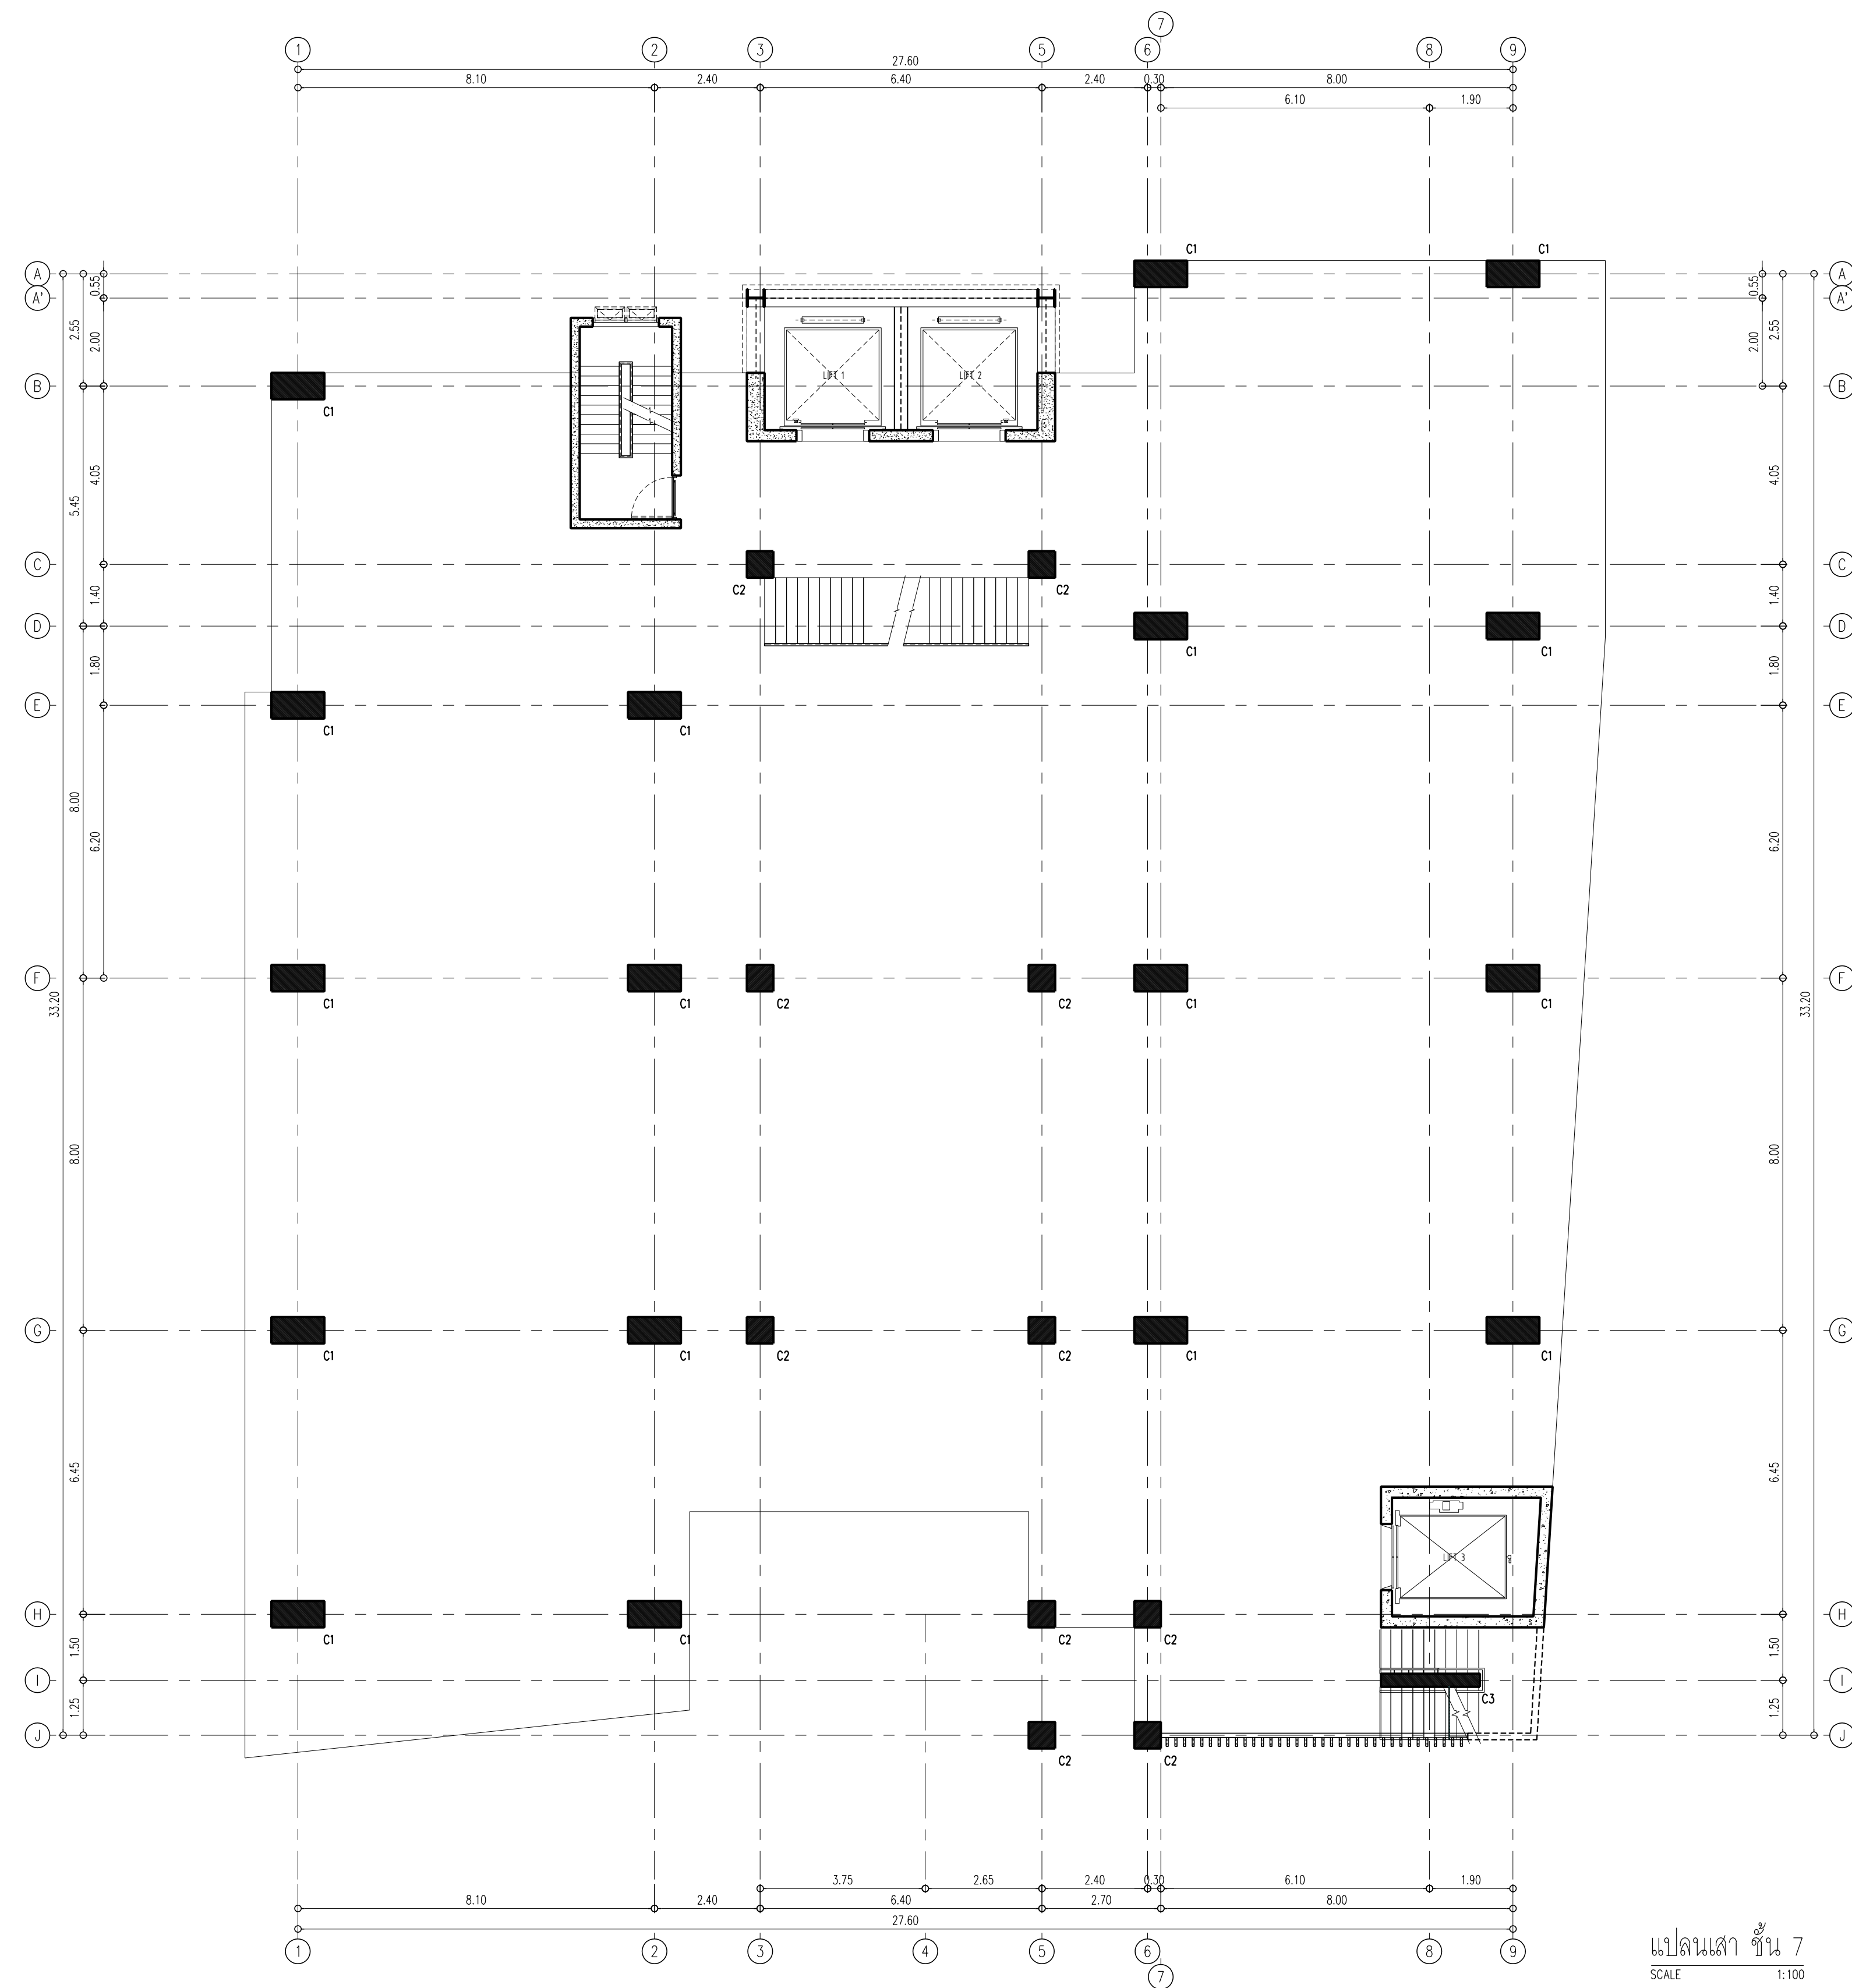 7
1 2 3 5 6 8 9
27.60
8.10 2.40 6.40 2.40 0.30 8.00
6.10 1.90
C1 C1
A 0.55 0.55 A
A' A'
2.55 2.00 2.00 2.55
LIFT 1 LIFT 2
B B
C1
5.45 4.05 4.05
C C
C2 C2
1.40 1.40
D D
C1 C1
1.80 1.80
E E
C1 C1
8.00
6.20 6.20
F F
C1 C1 C2 C2 C1 C1
33.20 33.20
8.00 8.00
G G
C1 C1 C2 C2 C1 C1
6.45 6.45
LIFT 3
H H
C1 C1 C2 C2
1.50 1.50
I I
C3
1.25 1.25
J J
C2 C2
3.75 2.65 2.40 0.30 6.10 1.90
8.10 2.40 6.40 2.70 8.00
27.60
1 2 3 4 5 6 8 9
7
แปลนเสา ชั้น 7
SCALE 1:100